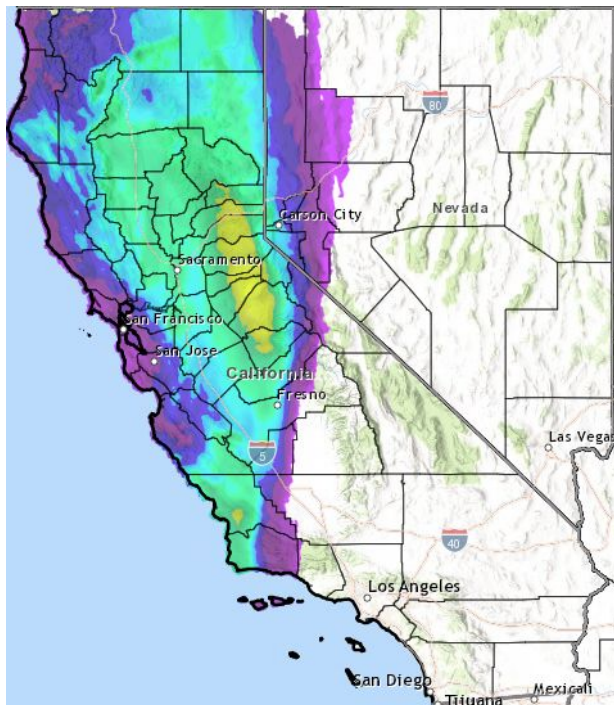 80
Nevada
Carson City
Sacramento
San Francisco
San Jose
California
Fresno
5
Las Vegas
40
Los Angeles
San Diego
Mexicali
Tijuana